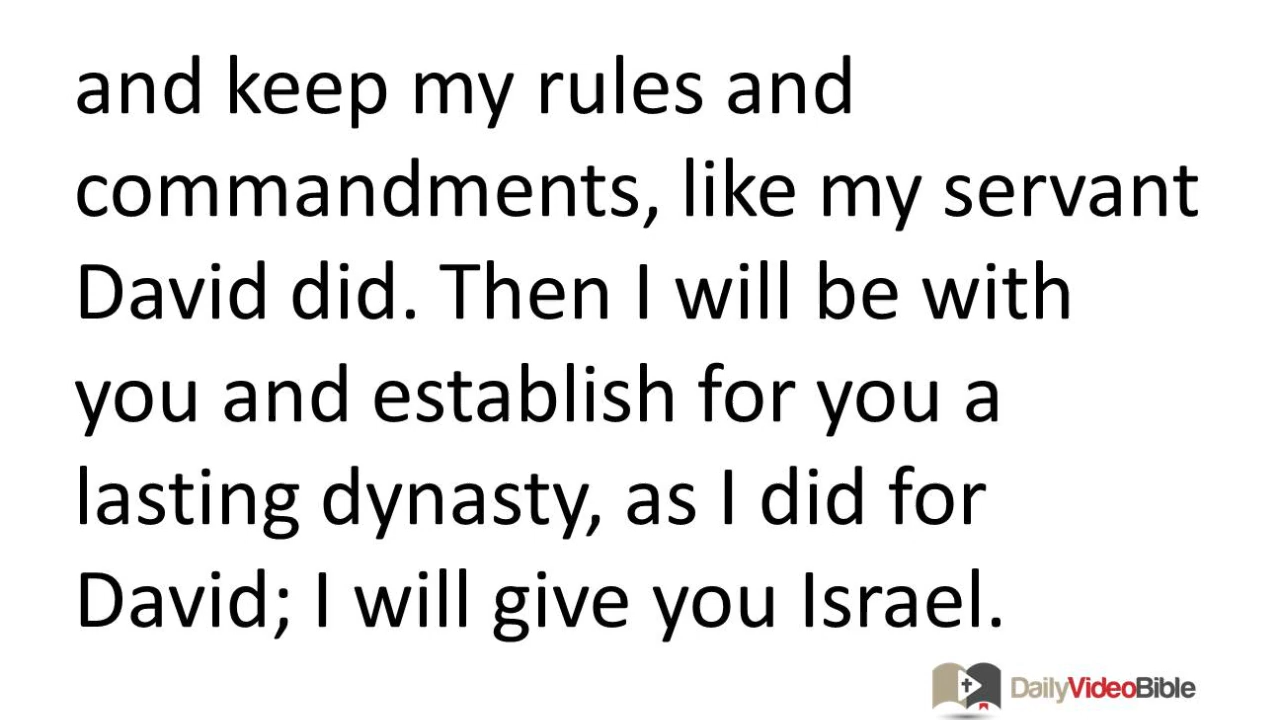 and keep my rules and
commandments, like my servant
David did. Then I will be with
you and establish for you a
lasting dynasty, as I did for
David; I will give you Israel.
DailyVideoBible